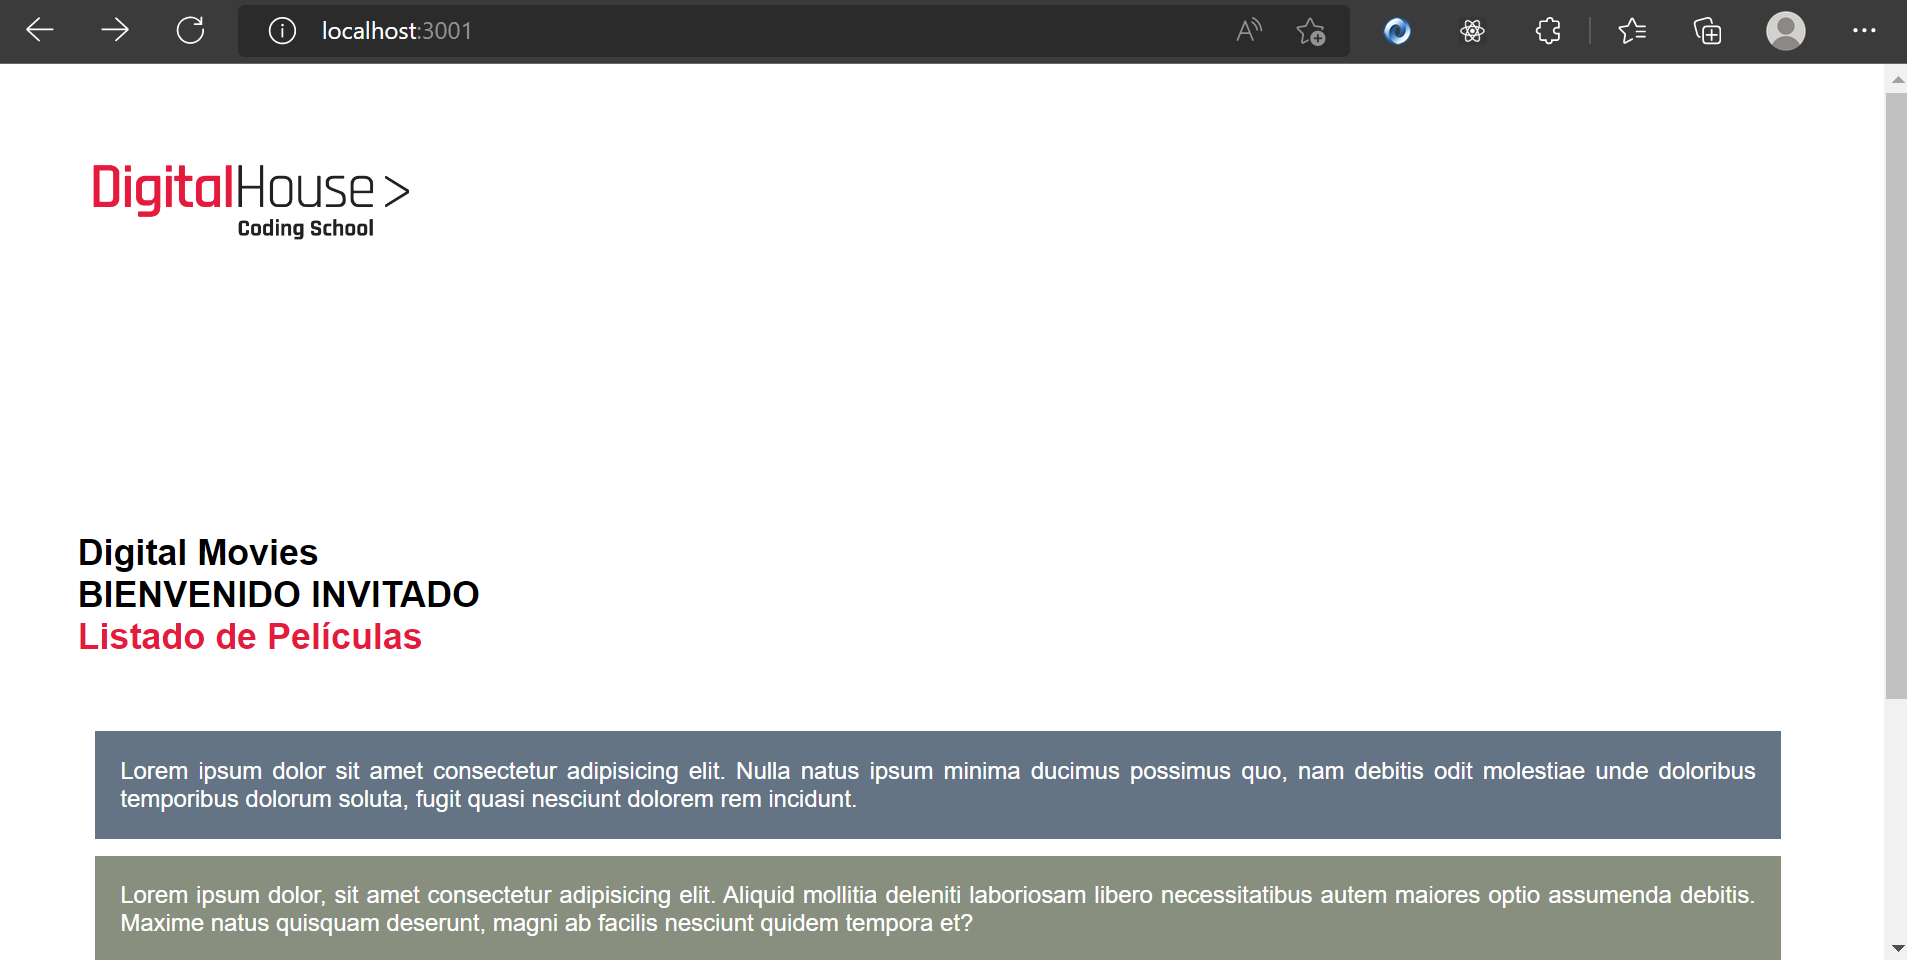 localhost:3001
DigitalHouse>
Coding School
Digital Movies
BIENVENIDO INVITADO
Listado de Películas
Lorem ipsum dolor sit amet consectetur adipisicing elit. Nulla natus ipsum minima ducimus possimus quo, nam debitis odit molestiae unde doloribus
temporibus dolorum soluta, fugit quasi nesciunt dolorem rem incidunt.
Lorem ipsum dolor, sit amet consectetur adipisicing elit. Aliquid mollitia deleniti laboriosam libero necessitatibus autem maiores optio assumenda debitis.
Maxime natus quisquam deserunt, magni ab facilis nesciunt quidem tempora et?